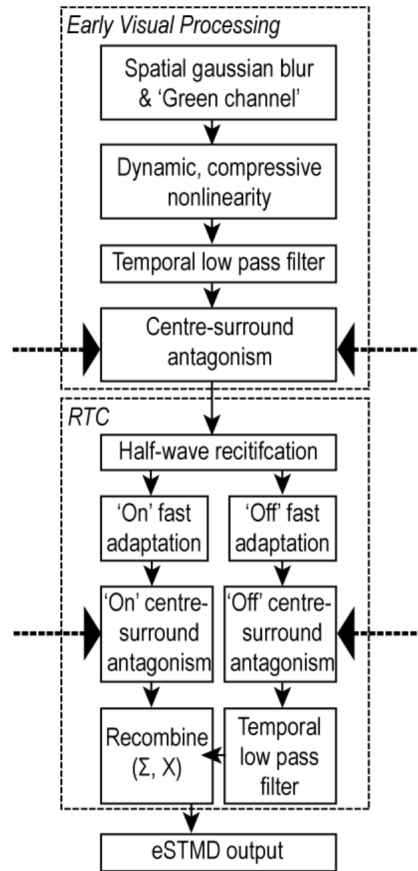 Early Visual Processing
Spatial gaussian blur
& ‘Green channel’
Dynamic, compressive
nonlinearity
Temporal low pass filter
Centre-surround
antagonism
RTC
Half-wave recitifcation
‘On’ fast
adaptation
‘Off’ fast
adaptation
‘On’ centre-
surround
antagonism
‘Off’ centre-
surround
antagonism
Recombine
(Σ, X)
Temporal
low pass
filter
eSTMD output